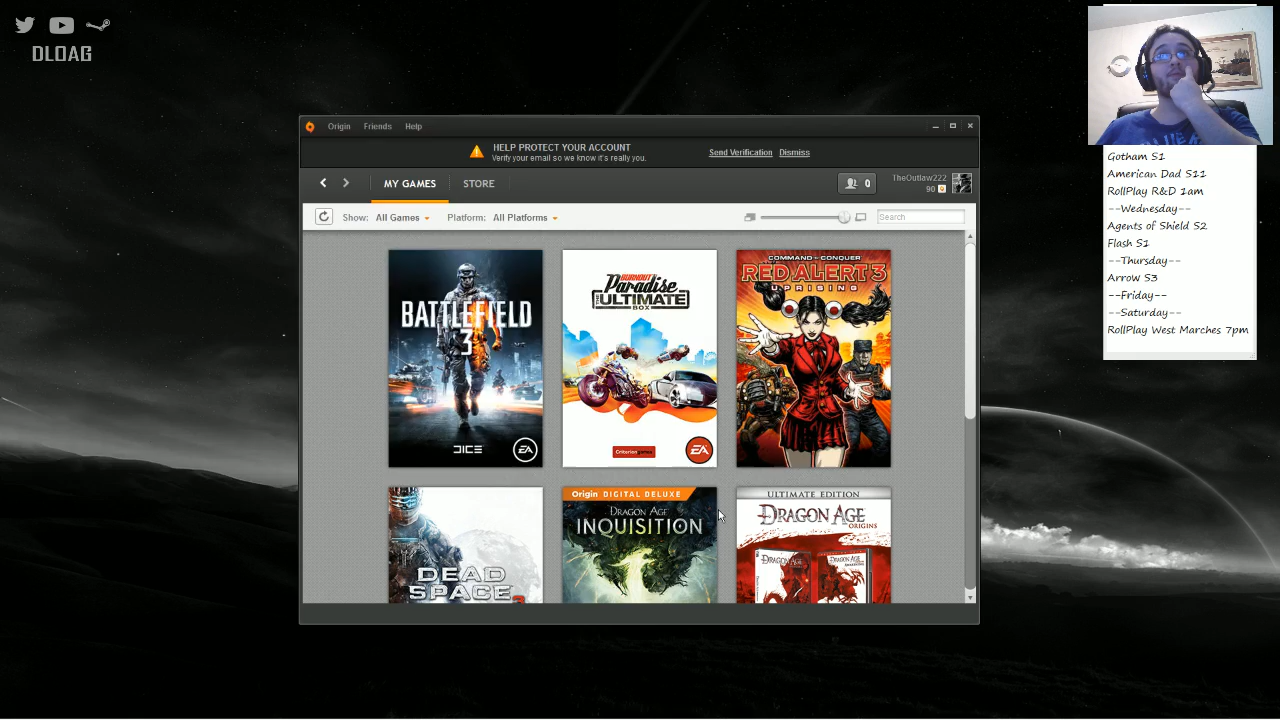 DLOAG
Origin Friends Help
HELP PROTECT YOUR ACCOUNT
Verify your email so we know it's really you.
Send Verification Dismiss
MY GAMES STORE
0
TheOutlaw222
90
Show: All Games Platform: All Platforms
Search
BATTLEFIELD
3
DICE EA
BURNOUT
Paradise
THE ULTIMATE
BOX
Criterion games
EA
COMMAND & CONQUER
RED ALERT 3
UPRISING
DEAD
SPACE 3
Origin DIGITAL DELUXE
DRAGON AGE
INQUISITION
ULTIMATE EDITION
DRAGON AGE
ORIGINS
Gotham S1
American Dad S11
RollPlay R&D 1am
--Wednesday--
Agents of Shield S2
Flash S1
--Thursday--
Arrow S3
--Friday--
--Saturday--
RollPlay West Marches 7pm